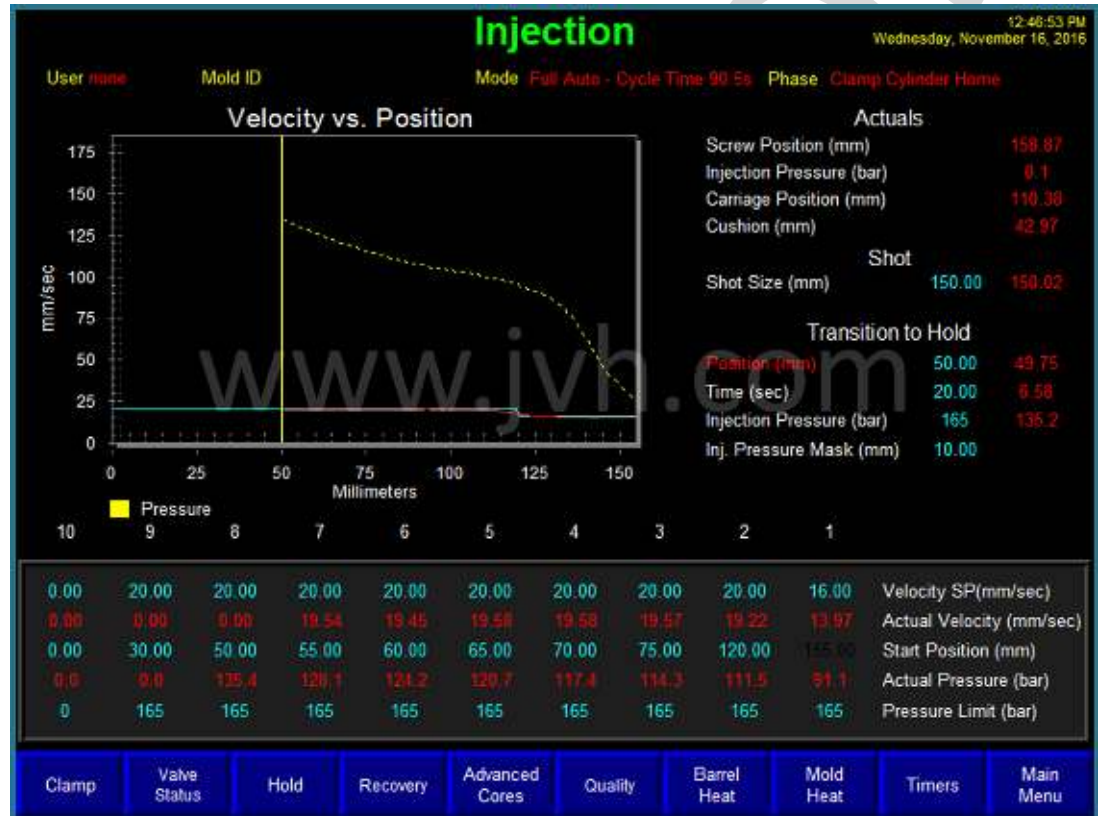 Injection
12:46:53 PM
Wednesday, November 16, 2016
User none Mold ID Mode Full Auto - Cycle Time 90.5s Phase Clamp Cylinder Home
Velocity vs. Position
175
150
125
100
75
50
25
0
mm/sec
0 25 50 75 100 125 150
Millimeters
Pressure
Actuals
Screw Position (mm) 158.87
Injection Pressure (bar) 0.1
Carriage Position (mm) 110.38
Cushion (mm) 42.97
Shot
Shot Size (mm) 150.00 150.02
Transition to Hold
Position (mm) 50.00 49.75
Time (sec) 20.00 6.58
Injection Pressure (bar) 165 135.2
Inj. Pressure Mask (mm) 10.00
www.jvh.com
10 9 8 7 6 5 4 3 2 1
0.00 20.00 20.00 20.00 20.00 20.00 20.00 20.00 20.00 16.00 Velocity SP(mm/sec)
0.00 0.00 0.00 19.54 19.45 19.58 19.58 19.57 19.22 13.97 Actual Velocity (mm/sec)
0.00 30.00 50.00 55.00 60.00 65.00 70.00 75.00 120.00 155.00 Start Position (mm)
0.0 0.0 135.4 128.1 124.2 120.7 117.4 114.3 111.5 91.1 Actual Pressure (bar)
0 165 165 165 165 165 165 165 165 165 Pressure Limit (bar)
Clamp
Valve
Status
Hold
Recovery
Advanced
Cores
Quality
Barrel
Heat
Mold
Heat
Timers
Main
Menu